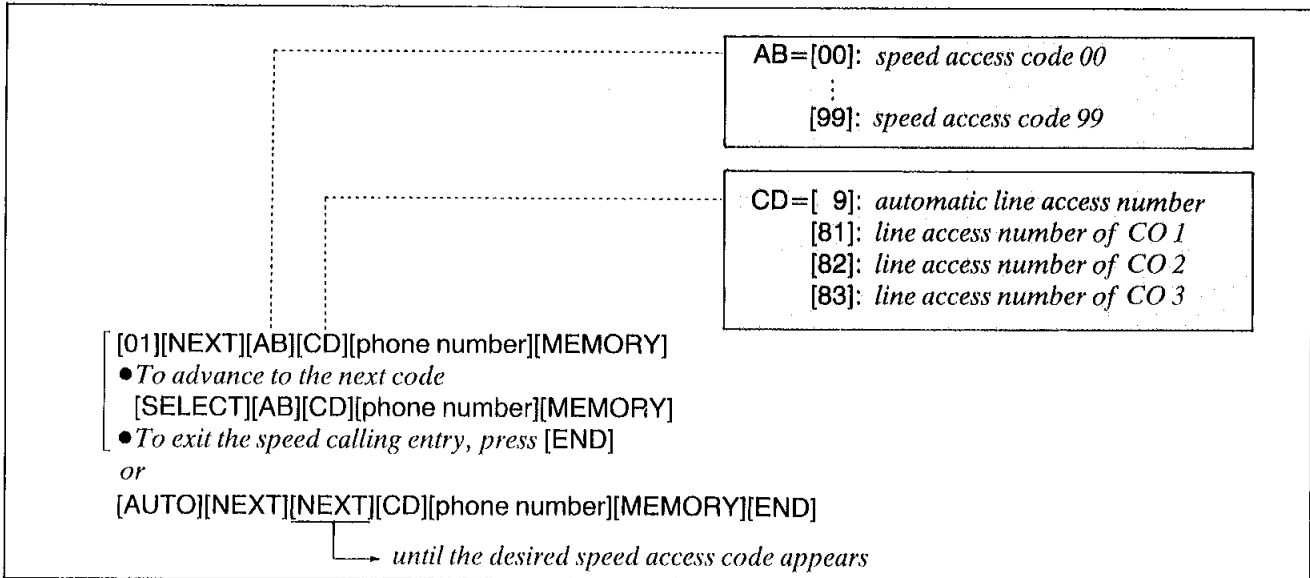 AB=[00]: speed access code 00
[99]: speed access code 99
CD=[ 9]: automatic line access number
[81]: line access number of CO 1
[82]: line access number of CO 2
[83]: line access number of CO 3
[01][NEXT][AB][CD][phone number][MEMORY]
●To advance to the next code
[SELECT][AB][CD][phone number][MEMORY]
●To exit the speed calling entry, press [END]
or
[AUTO][NEXT][NEXT][CD][phone number][MEMORY][END]
until the desired speed access code appears